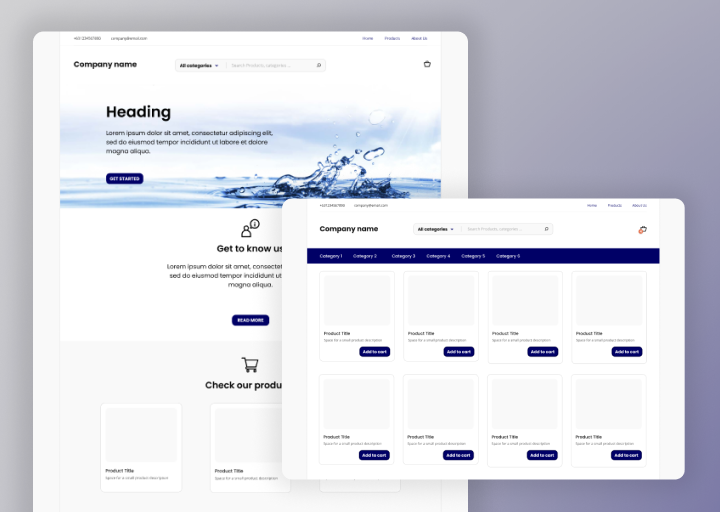 +631234567890 company@email.com Home Products About Us
Company name All categories Search Products, categories ...
Heading
Lorem ipsum dolor sit amet, consectetur adipiscing elit,
sed do eiusmod tempor incididunt ut labore et dolore
magna aliqua.
GET STARTED
Get to know us
Lorem ipsum dolor sit amet, consectet
sed do eiusmod tempor incididunt ut
magna aliqua.
READ MORE
Check our produ
Product Title Product Title
Space for a small product description Space for a small product description
company@email.com Home Products About Us
Company name All categories Search Products, categories ...
Category 1 Category 2 Category 3 Category 4 Category 5 Category 6
Product Title Product Title Product Title Product Title
Space for a small product description Space for a small product description Space for a small product description Space for a small product description
Add to cart Add to cart Add to cart Add to cart
Product Title Product Title Product Title Product Title
Space for a small product description Space for a small product description Space for a small product description Space for a small product description
Add to cart Add to cart Add to cart Add to cart